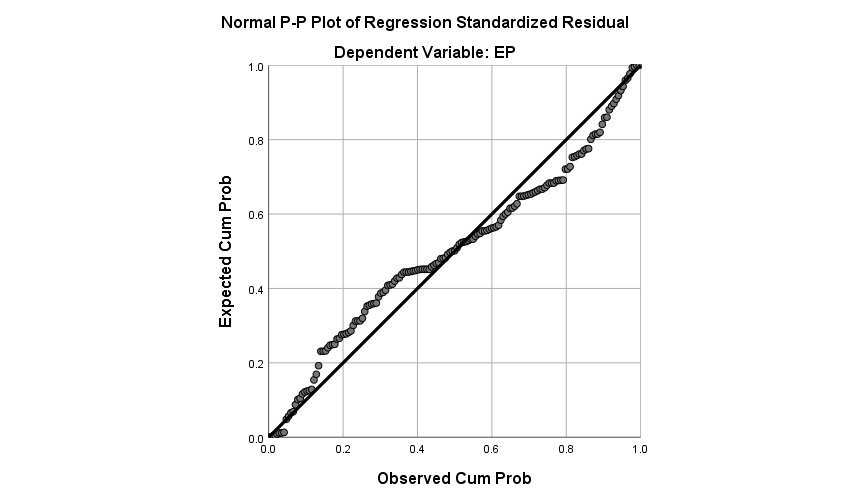 Normal P-P Plot of Regression Standardized Residual
Dependent Variable: EP
Expected Cum Prob
1.0
0.8
0.6
0.4
0.2
0.0
0.0 0.2 0.4 0.6 0.8 1.0
Observed Cum Prob